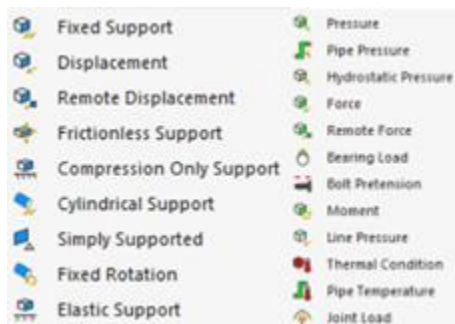 Fixed Support
Displacement
Remote Displacement
Frictionless Support
Compression Only Support
Cylindrical Support
Simply Supported
Fixed Rotation
Elastic Support
Pressure
Pipe Pressure
Hydrostatic Pressure
Force
Remote Force
Bearing Load
Bolt Pretension
Moment
Line Pressure
Thermal Condition
Pipe Temperature
Joint Load